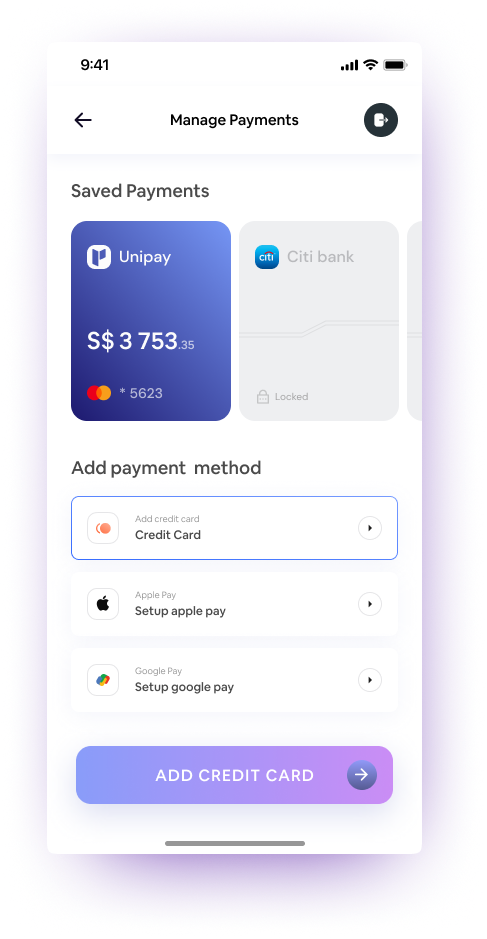 9:41
Manage Payments
Saved Payments
Unipay
citi Citi bank
S$ 3 753.35
* 5623
Locked
Add payment method
Add credit card
Credit Card
Apple Pay
Setup apple pay
Google Pay
Setup google pay
ADD CREDIT CARD